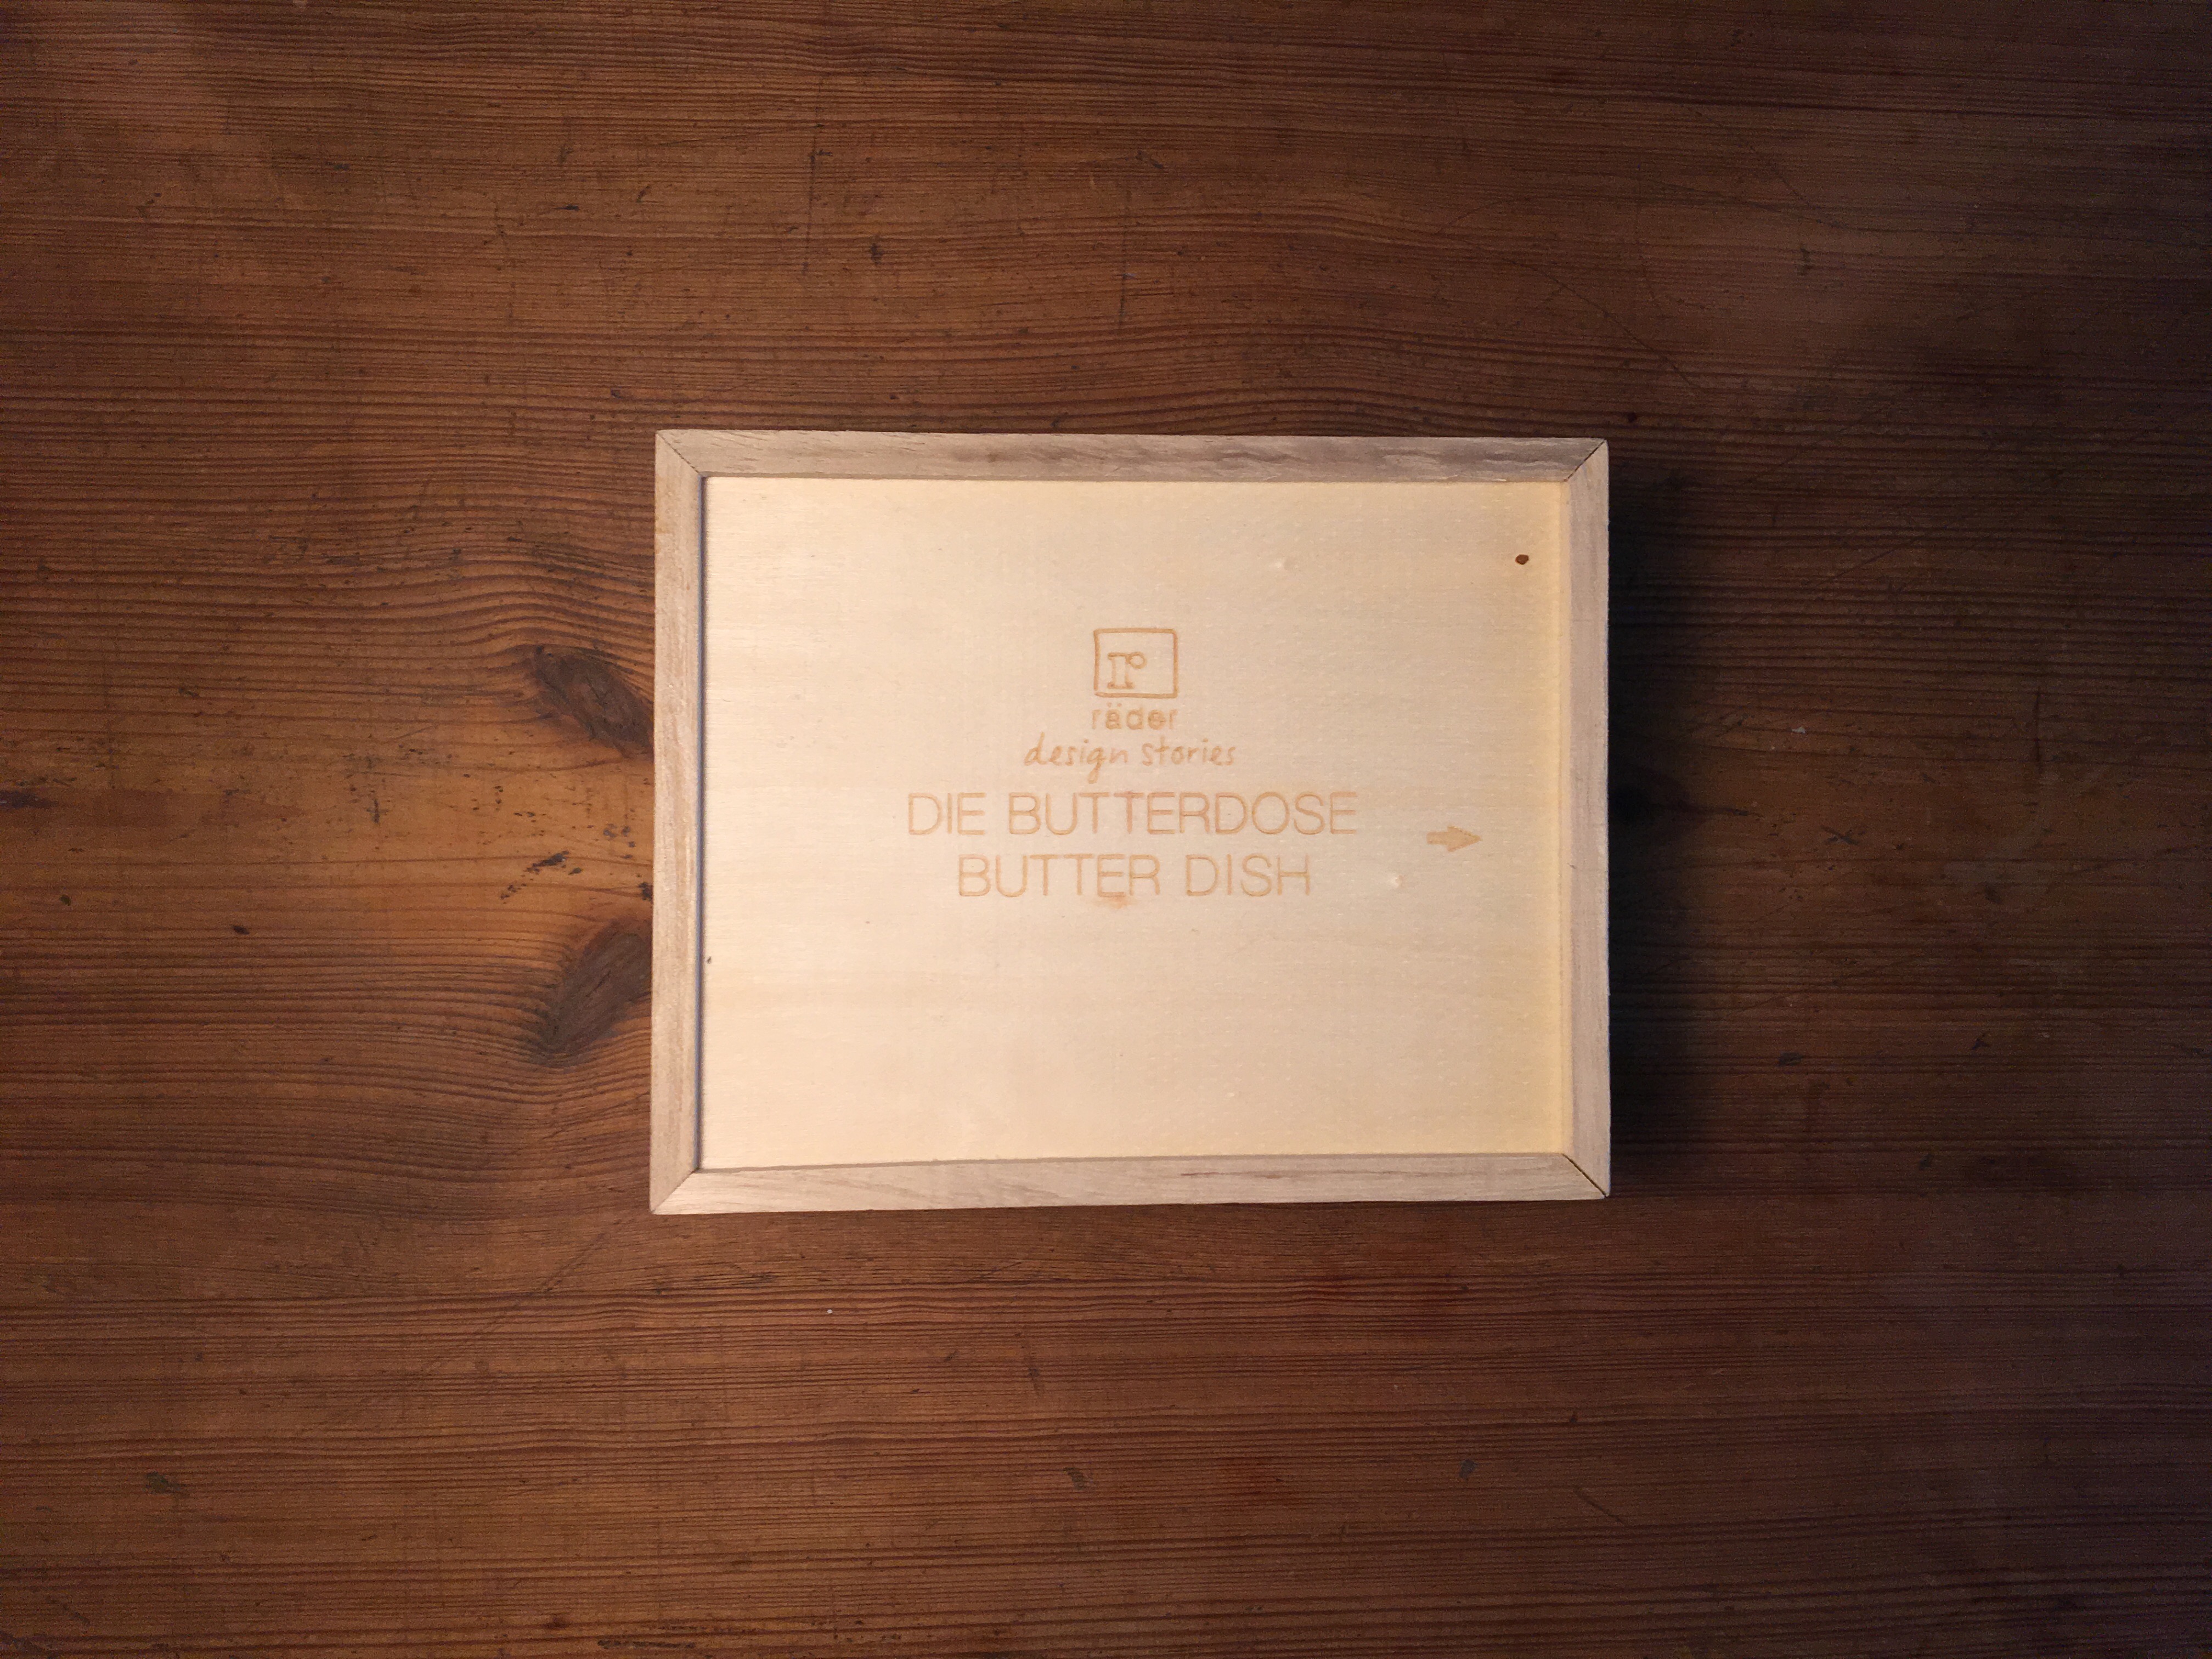 r
räder
design stories
DIE BUTTERDOSE
BUTTER DISH